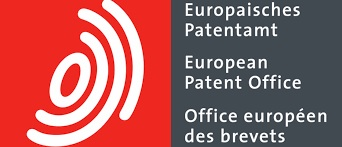 Europaisches
Patentamt
European
Patent Office
Office européen
des brevets